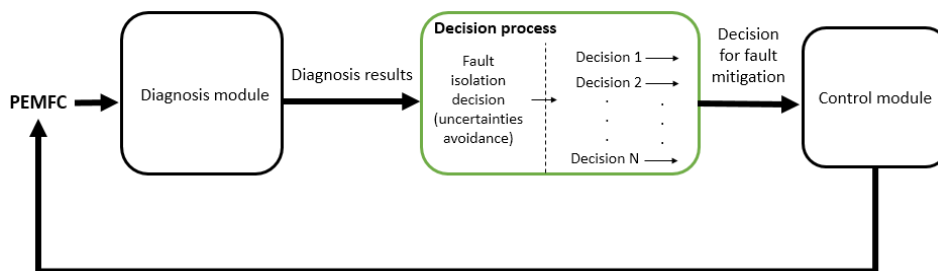 PEMFC
Diagnosis module
Diagnosis results
Decision process
Fault
isolation
decision
(uncertainties
avoidance)
Decision 1
Decision 2
Decision N
Decision
for fault
mitigation
Control module